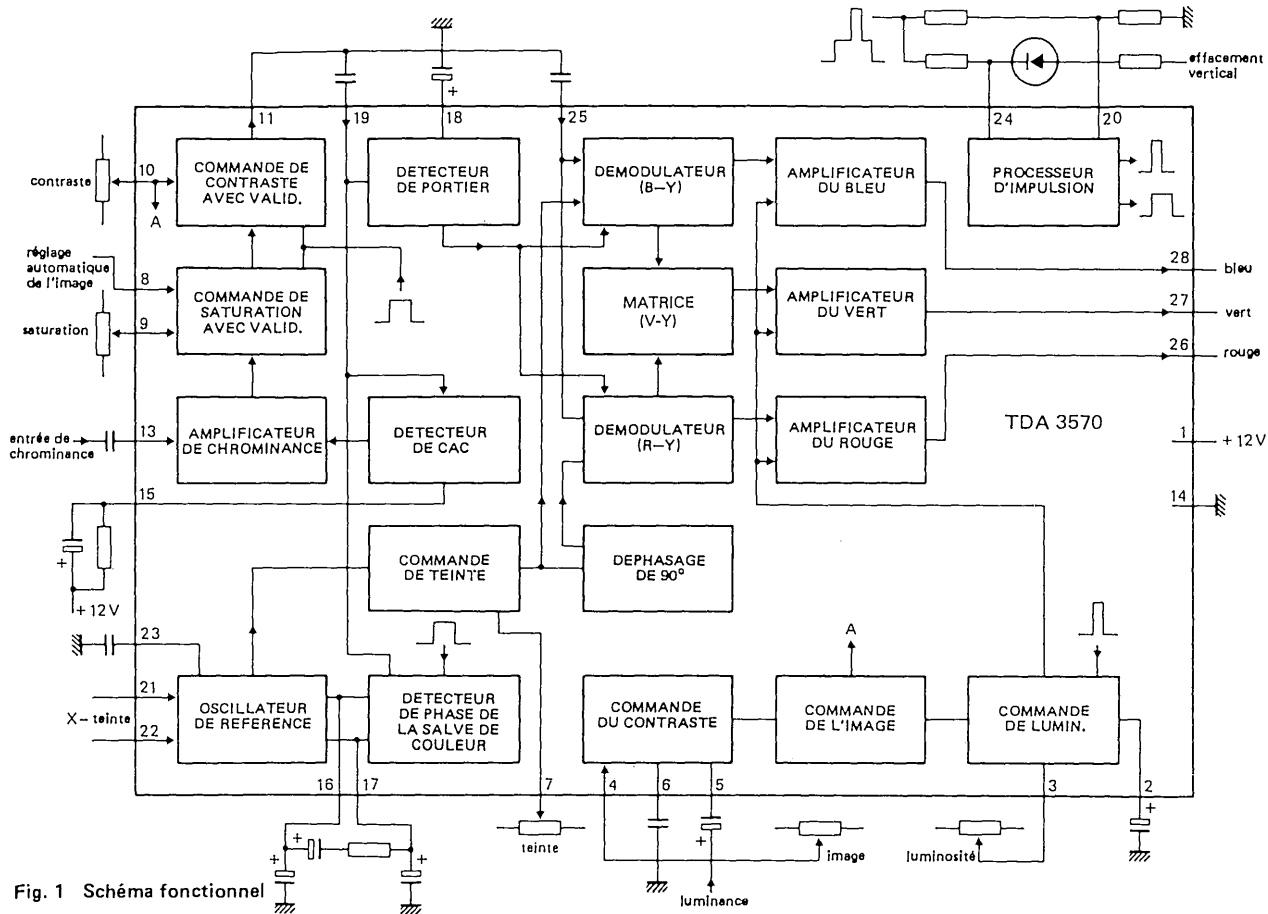 effacement
vertical
11
19
18
25
24
20
10
contraste
A
COMMANDE DE
CONTRASTE
AVEC VALID.
DETECTEUR
DE PORTIER
DEMODULATEUR
(B—Y)
AMPLIFICATEUR
DU BLEU
PROCESSEUR
D'IMPULSION
réglage
automatique
de l'image
8
saturation
9
COMMANDE DE
SATURATION
AVEC VALID.
MATRICE
(V-Y)
AMPLIFICATEUR
DU VERT
28
bleu
27
vert
26
rouge
entrée de
chrominance
13
AMPLIFICATEUR
DE CHROMINANCE
DETECTEUR
DE CAC
DEMODULATEUR
(R—Y)
AMPLIFICATEUR
DU ROUGE
TDA 3570
1
+ 12 V
14
15
+
+ 12V
COMMANDE
DE TEINTE
DEPHASAGE
DE 90°
23
21
X - teinte
22
OSCILLATEUR
DE REFERENCE
DETECTEUR
DE PHASE DE
LA SALVE DE
COULEUR
COMMANDE
DU CONTRASTE
A
COMMANDE
DE L'IMAGE
COMMANDE
DE LUMIN.
16
17
7
4
6
5
3
2
+
+
+
teinte
+
luminance
image
luminosité
+
+
Fig. 1 Schéma fonctionnel